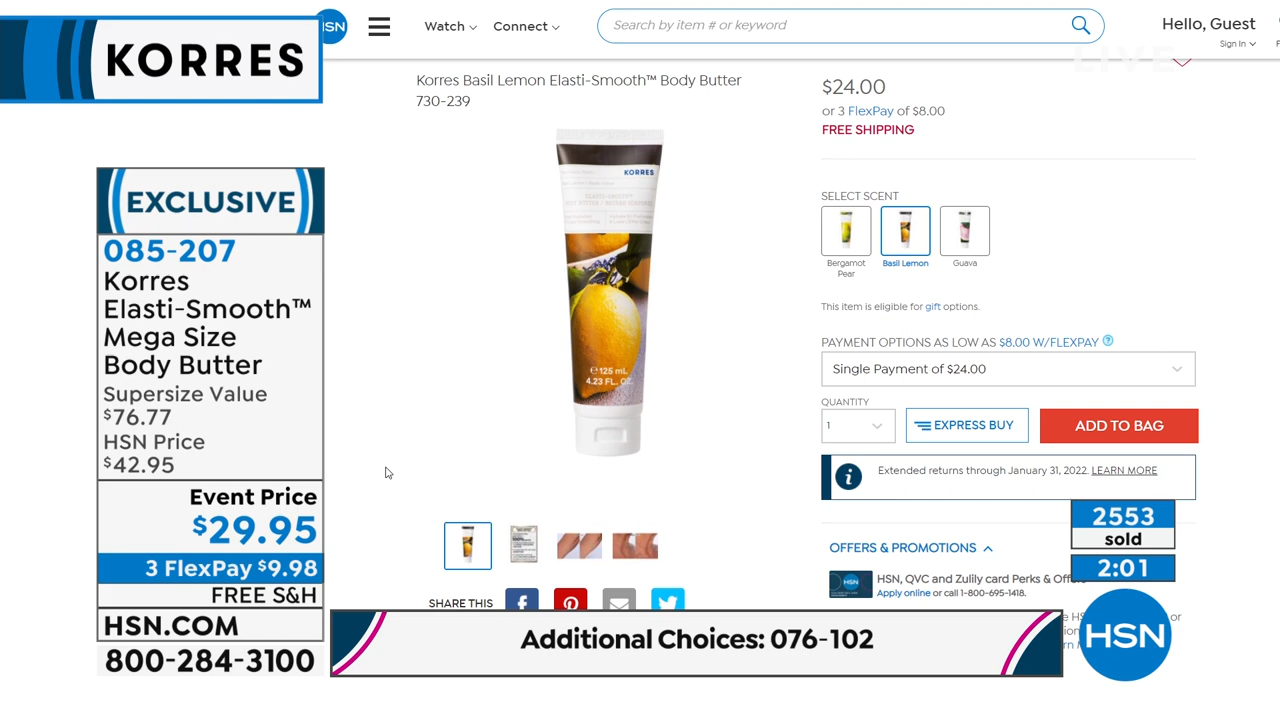 HSN
Watch
Connect
Search by item # or keyword
Hello, Guest
Sign In
LIVE
KORRES
Korres Basil Lemon Elasti-Smooth™ Body Butter
730-239
$24.00
or 3 FlexPay of $8.00
FREE SHIPPING
KORRES
ELASTI-SMOOTH™
125 mL
4.23 FL. OZ.
SELECT SCENT
Bergamot Pear
Basil Lemon
Guava
This item is eligible for gift options.
PAYMENT OPTIONS AS LOW AS $8.00 W/FLEXPAY ?
Single Payment of $24.00
QUANTITY
1
EXPRESS BUY
ADD TO BAG
i
Extended returns through January 31, 2022. LEARN MORE
OFFERS & PROMOTIONS
HSN
HSN, QVC and Zulily card Perks & Offe
Apply online or call 1-800-695-1418.
SHARE THIS
EXCLUSIVE
085-207
Korres
Elasti-Smooth™
Mega Size
Body Butter
Supersize Value
$76.77
HSN Price
$42.95
Event Price
$29.95
3 FlexPay $9.98
FREE S&H
HSN.COM
800-284-3100
2553
sold
2:01
Additional Choices: 076-102
HSN